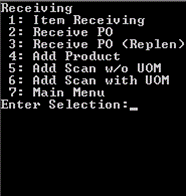 Receiving
1: Item Receiving
2: Receive PO
3: Receive PO (Replen)
4: Add Product
5: Add Scan w/o UOM
6: Add Scan with UOM
7: Main Menu
Enter Selection:_